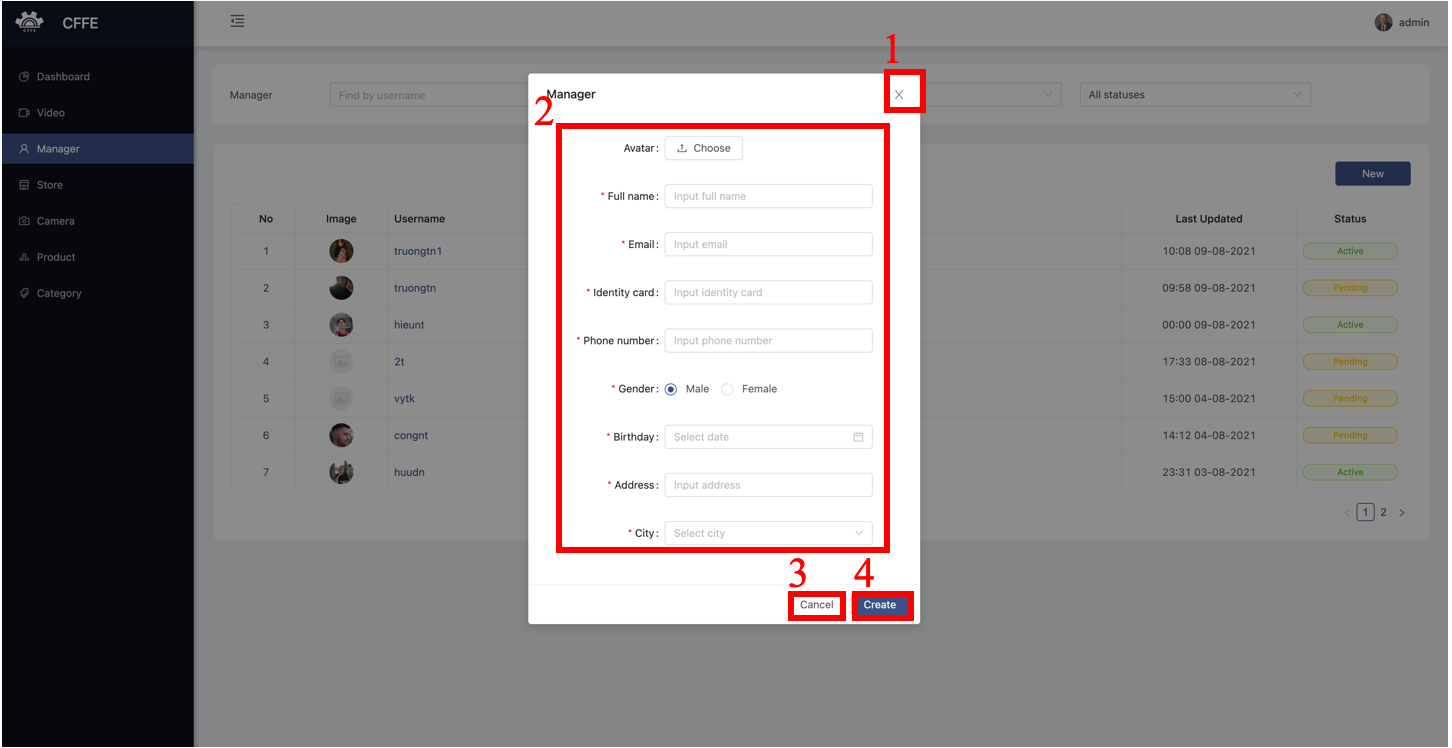 CFFE
CFFE
admin
Dashboard
Video
Manager
Store
Camera
Product
Category
Manager
Find by username
All statuses
New
No Image Username Last Updated Status
1 truongtn1 10:08 09-08-2021 Active
2 truongtn 09:58 09-08-2021 Pending
3 hieunt 00:00 09-08-2021 Active
4 2t 17:33 08-08-2021 Pending
5 vytk 15:00 04-08-2021 Pending
6 congnt 14:12 04-08-2021 Pending
7 huudn 23:31 03-08-2021 Active
< 1 2 >
1
Manager
2
Avatar: Choose
* Full name: Input full name
* Email: Input email
* Identity card: Input identity card
* Phone number: Input phone number
* Gender: Male Female
* Birthday: Select date
* Address: Input address
* City: Select city
3 4
Cancel Create